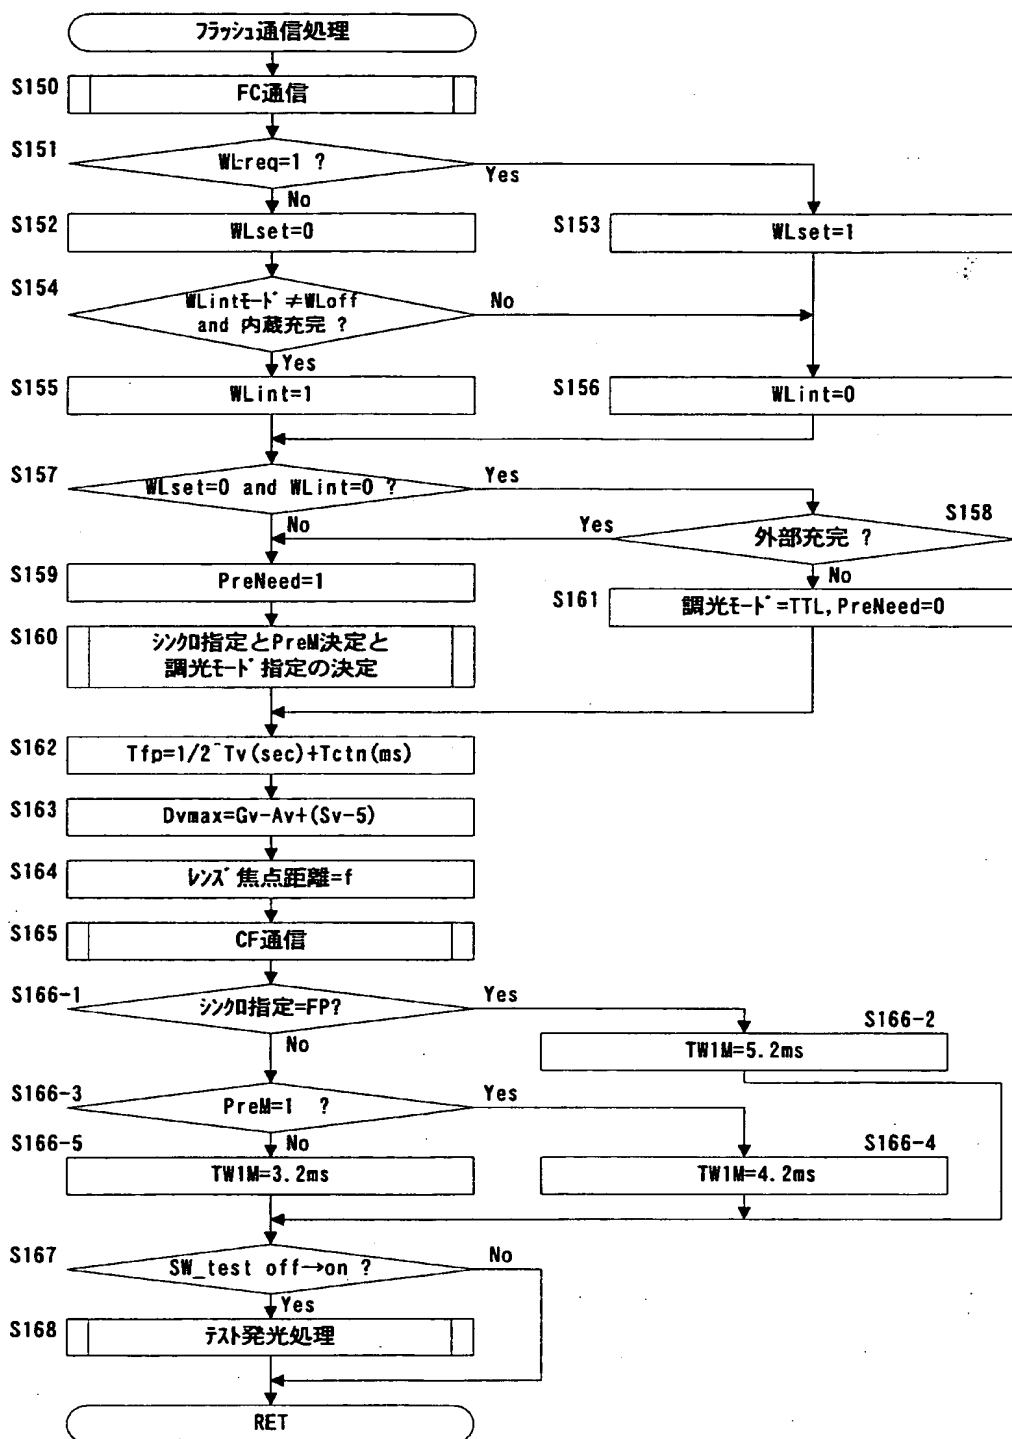 フラッシュ通信処理
S150
FC通信
S151
WLreq=1 ?
Yes
No
S152
WLset=0
S153
WLset=1
S154
WLintモード≠WLoff
and 内蔵充完 ?
No
Yes
S155
WLint=1
S156
WLint=0
S157
WLset=0 and WLint=0 ?
Yes
No
S158
外部充完 ?
Yes
No
S159
PreNeed=1
S161
調光モード=TTL,PreNeed=0
S160
シンクロ指定とPreM決定と
調光モード指定の決定
S162
Tfp=1/2^Tv(sec)+Tctn(ms)
S163
Dvmax=Gv-Av+(Sv-5)
S164
レンズ焦点距離=f
S165
CF通信
S166-1
シンクロ指定=FP?
Yes
No
S166-2
TW1M=5.2ms
S166-3
PreM=1 ?
Yes
No
S166-5
TW1M=3.2ms
S166-4
TW1M=4.2ms
S167
SW_test off→on ?
No
Yes
S168
テスト発光処理
RET